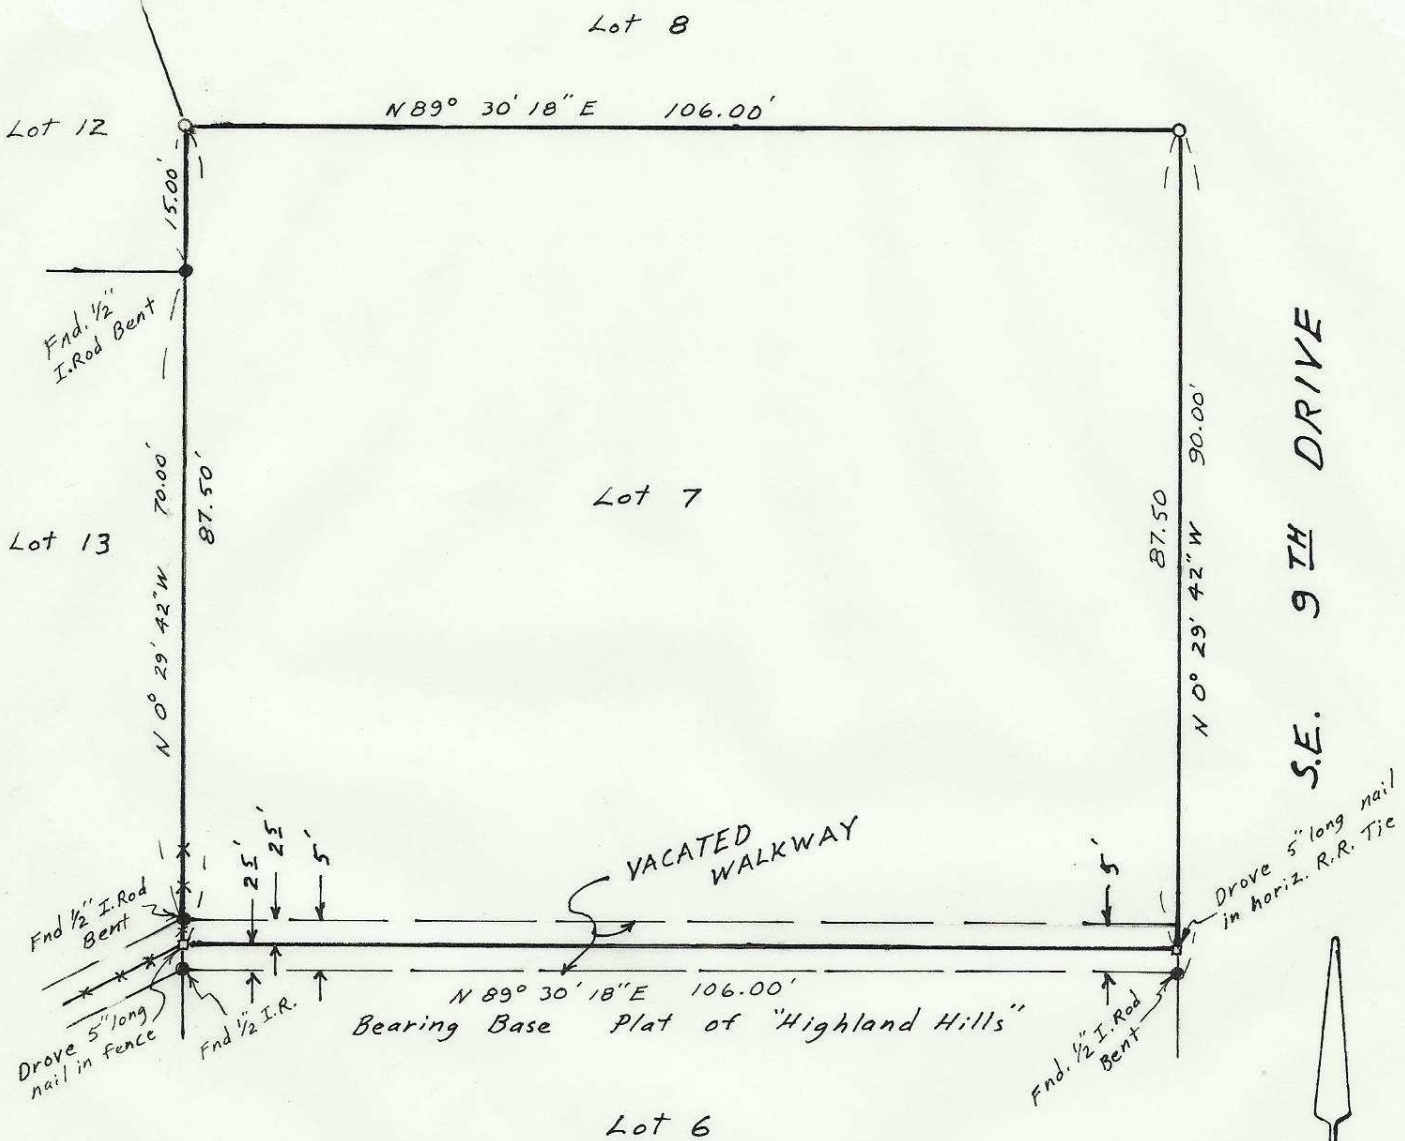 Lot 8
N 89° 30' 18" E 106.00'
Lot 12
15.00'
Fnd. 1/2"
I.Rod Bent
N 0° 29' 42" W 70.00'
87.50'
Lot 7
87.50
N 0° 29' 42" W 90.00'
S.E. 9TH DRIVE
Lot 13
25'
25'
5'
VACATED
WALKWAY
5'
Drove 5" long nail
in horiz. R.R. Tie
Fnd 1/2" I.Rod
Bent
N 89° 30' 18" E 106.00'
Bearing Base Plat of "Highland Hills"
Drove 5" long
nail in fence
Fnd 1/2 I.R.
Fnd. 1/2" I.Rod
Bent
Lot 6